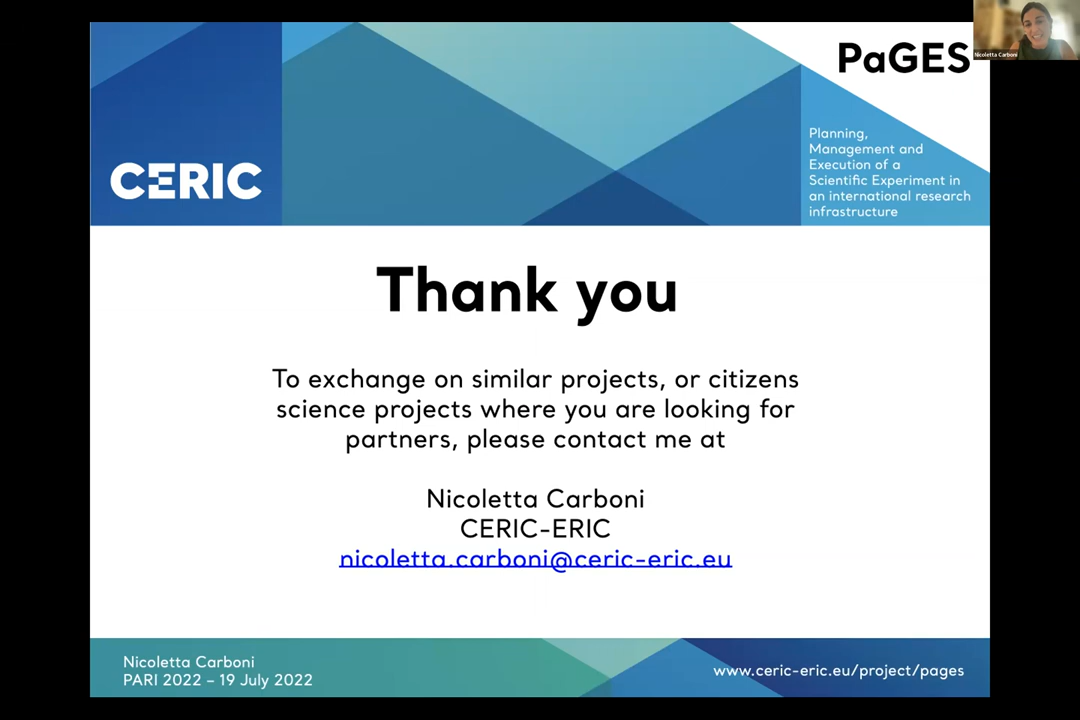 Nicoletta Carboni
PaGES
Planning,
Management and
Execution of a
Scientific Experiment in
an international research
infrastructure
CERIC
Thank you
To exchange on similar projects, or citizens
science projects where you are looking for
partners, please contact me at
Nicoletta Carboni
CERIC-ERIC
nicoletta.carboni@ceric-eric.eu
Nicoletta Carboni
PARI 2022 – 19 July 2022
www.ceric-eric.eu/project/pages